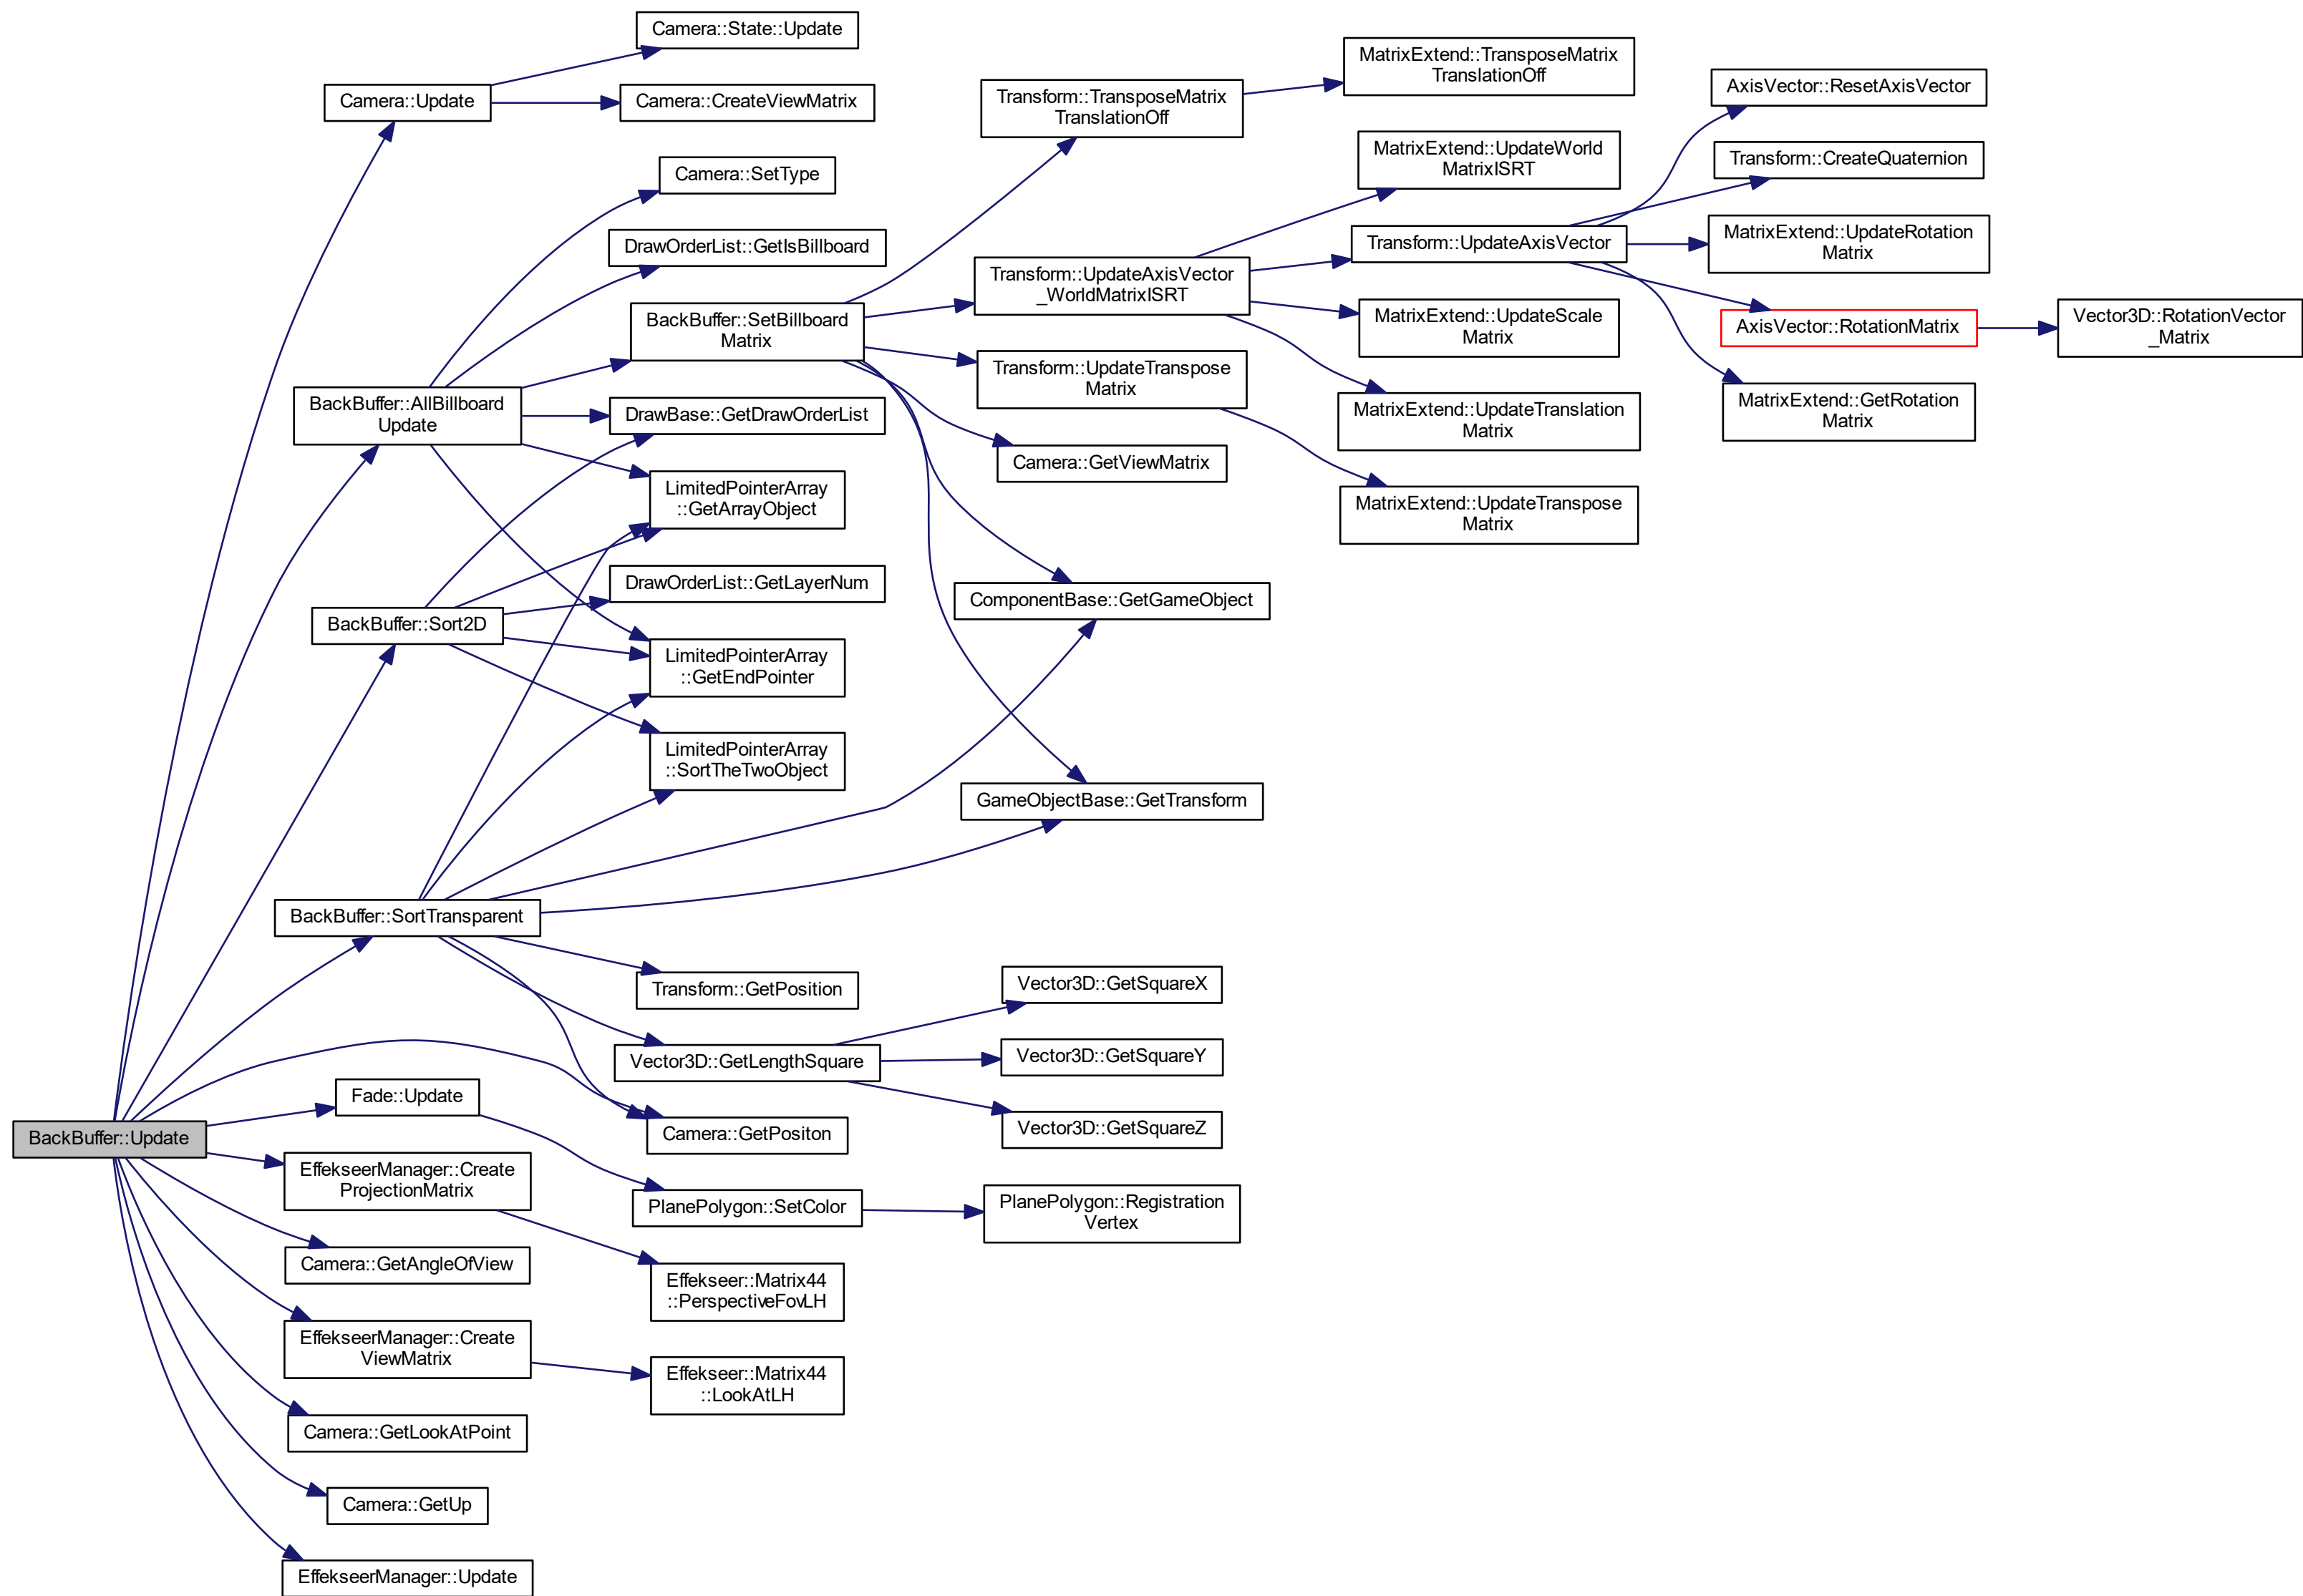 Camera::State::Update
Camera::Update
Camera::CreateViewMatrix
MatrixExtend::TransposeMatrix
TranslationOff
Transform::TransposeMatrix
TranslationOff
AxisVector::ResetAxisVector
Camera::SetType
MatrixExtend::UpdateWorld
MatrixISRT
Transform::CreateQuaternion
DrawOrderList::GetIsBillboard
Transform::UpdateAxisVector
MatrixExtend::UpdateRotation
Matrix
Transform::UpdateAxisVector
_WorldMatrixISRT
BackBuffer::SetBillboard
Matrix
MatrixExtend::UpdateScale
Matrix
AxisVector::RotationMatrix
Vector3D::RotationVector
_Matrix
Transform::UpdateTranspose
Matrix
BackBuffer::AllBillboard
Update
DrawBase::GetDrawOrderList
MatrixExtend::UpdateTranslation
Matrix
MatrixExtend::GetRotation
Matrix
Camera::GetViewMatrix
LimitedPointerArray
::GetArrayObject
MatrixExtend::UpdateTranspose
Matrix
DrawOrderList::GetLayerNum
ComponentBase::GetGameObject
BackBuffer::Sort2D
LimitedPointerArray
::GetEndPointer
LimitedPointerArray
::SortTheTwoObject
GameObjectBase::GetTransform
BackBuffer::SortTransparent
Transform::GetPosition
Vector3D::GetSquareX
Vector3D::GetLengthSquare
Vector3D::GetSquareY
Fade::Update
Vector3D::GetSquareZ
BackBuffer::Update
Camera::GetPositon
EffekseerManager::Create
ProjectionMatrix
PlanePolygon::SetColor
PlanePolygon::Registration
Vertex
Camera::GetAngleOfView
Effekseer::Matrix44
::PerspectiveFovLH
EffekseerManager::Create
ViewMatrix
Effekseer::Matrix44
::LookAtLH
Camera::GetLookAtPoint
Camera::GetUp
EffekseerManager::Update